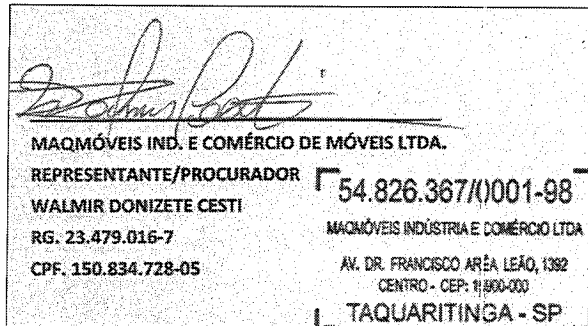 MAQMÓVEIS IND. E COMÉRCIO DE MÓVEIS LTDA.
REPRESENTANTE/PROCURADOR
WALMIR DONIZETE CESTI
RG. 23.479.016-7
CPF. 150.834.728-05
54.826.367/0001-98
MAQMÓVEIS INDÚSTRIA E COMÉRCIO LTDA
AV. DR. FRANCISCO ARÊA LEÃO, 1392
CENTRO - CEP:
TAQUARITINGA - SP